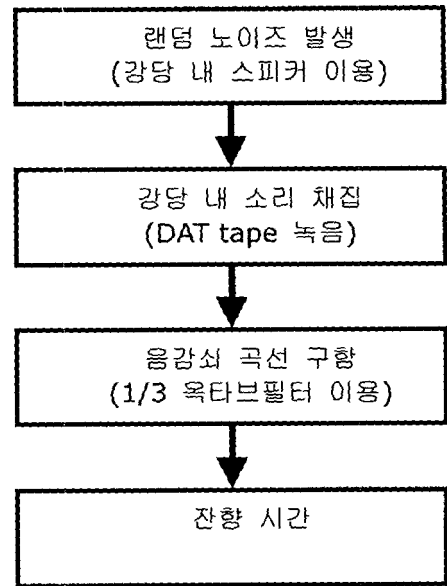 랜덤 노이즈 발생
(강당 내 스피커 이용)
강당 내 소리 채집
(DAT tape 녹음)
음감쇠 곡선 구함
(1/3 옥타브필터 이용)
잔향 시간